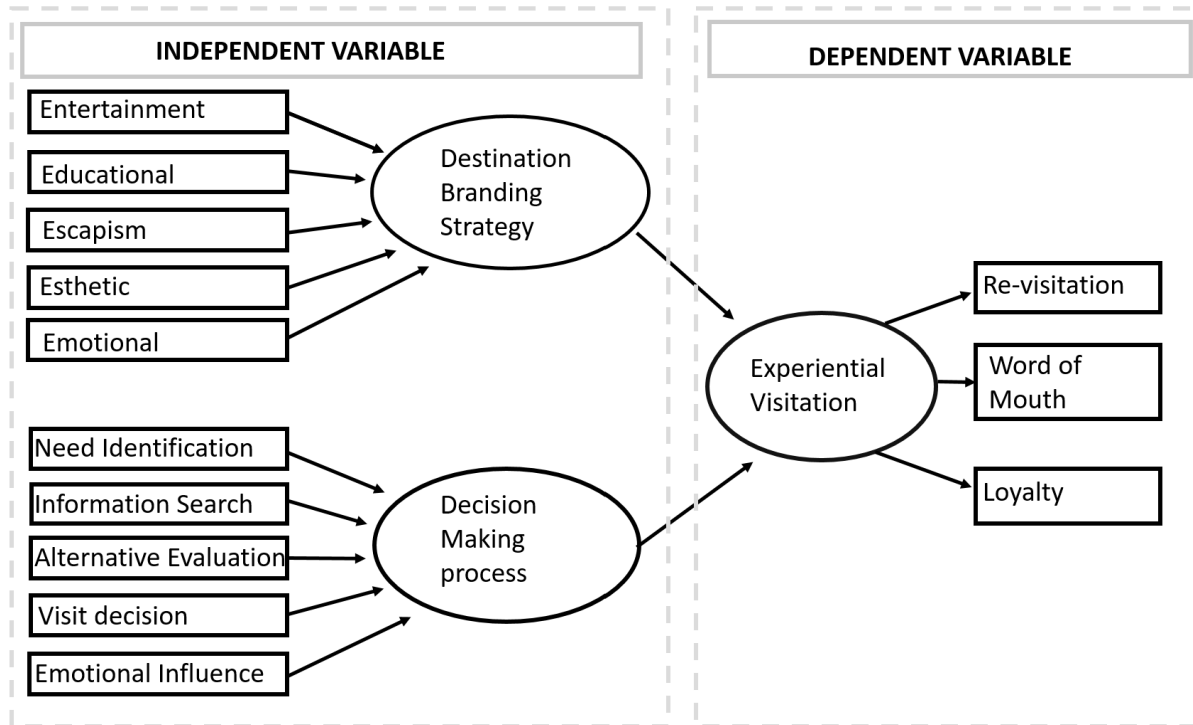 INDEPENDENT VARIABLE
DEPENDENT VARIABLE
Entertainment
Educational
Escapism
Esthetic
Emotional
Destination
Branding
Strategy
Need Identification
Information Search
Alternative Evaluation
Visit decision
Emotional Influence
Decision
Making
process
Experiential
Visitation
Re-visitation
Word of
Mouth
Loyalty